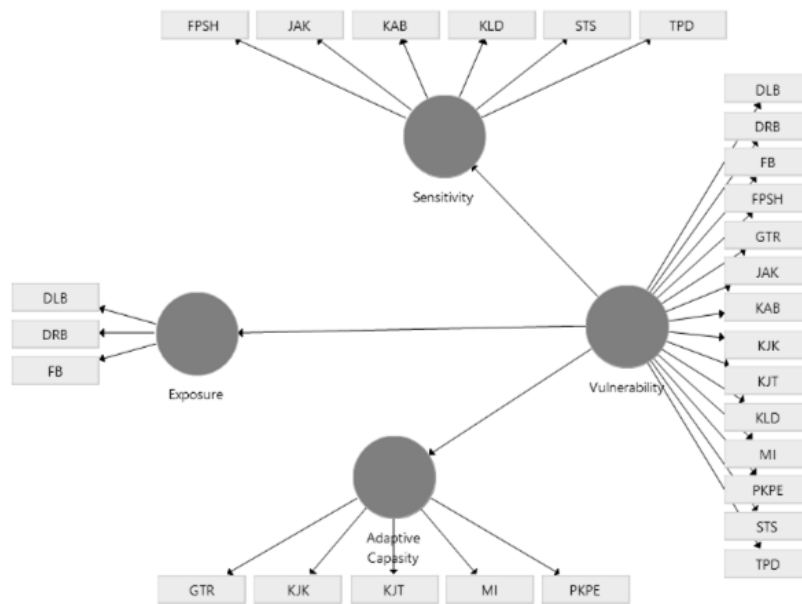 FPSH
JAK
KAB
KLD
STS
TPD
Sensitivity
DLB
DRB
FB
Exposure
DLB
DRB
FB
FPSH
GTR
JAK
KAB
KJK
KJT
KLD
MI
PKPE
STS
TPD
Vulnerability
Adaptive
Capasity
GTR
KJK
KJT
MI
PKPE